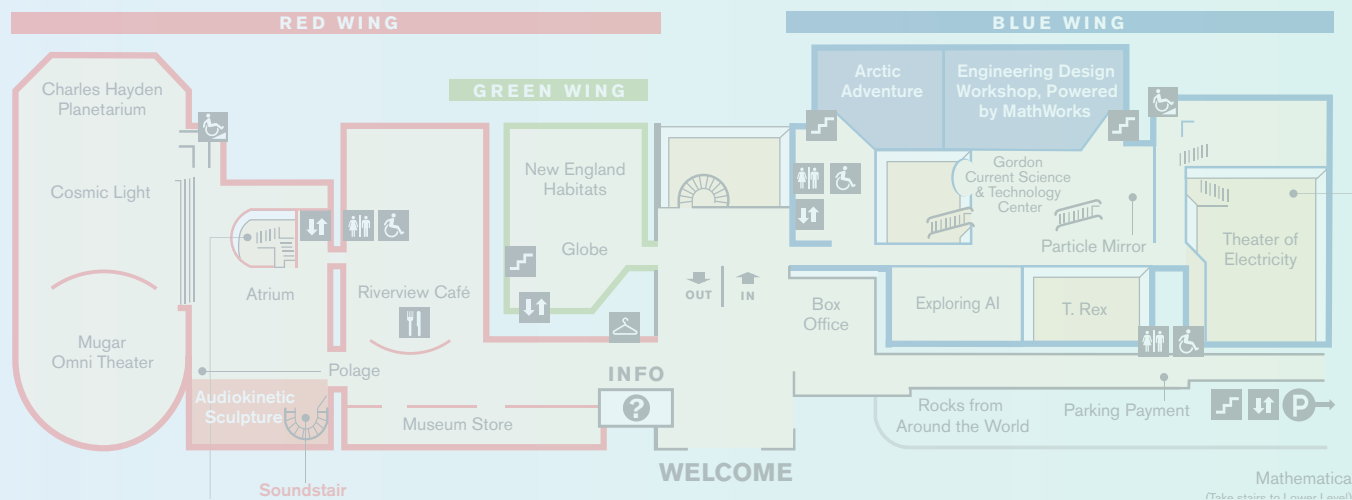 RED WING
BLUE WING
GREEN WING
Charles Hayden
Planetarium
Cosmic Light
Mugar
Omni Theater
Atrium
Polage
Audiokinetic
Sculpture
Soundstair
Riverview Café
Museum Store
New England
Habitats
Globe
INFO
?
OUT
IN
WELCOME
Arctic
Adventure
Engineering Design
Workshop, Powered
by MathWorks
Gordon
Current Science
& Technology
Center
Particle Mirror
Theater of
Electricity
Box
Office
Exploring AI
T. Rex
Rocks from
Around the World
Parking Payment
P
Mathematica
(Take stairs to Lower Level)